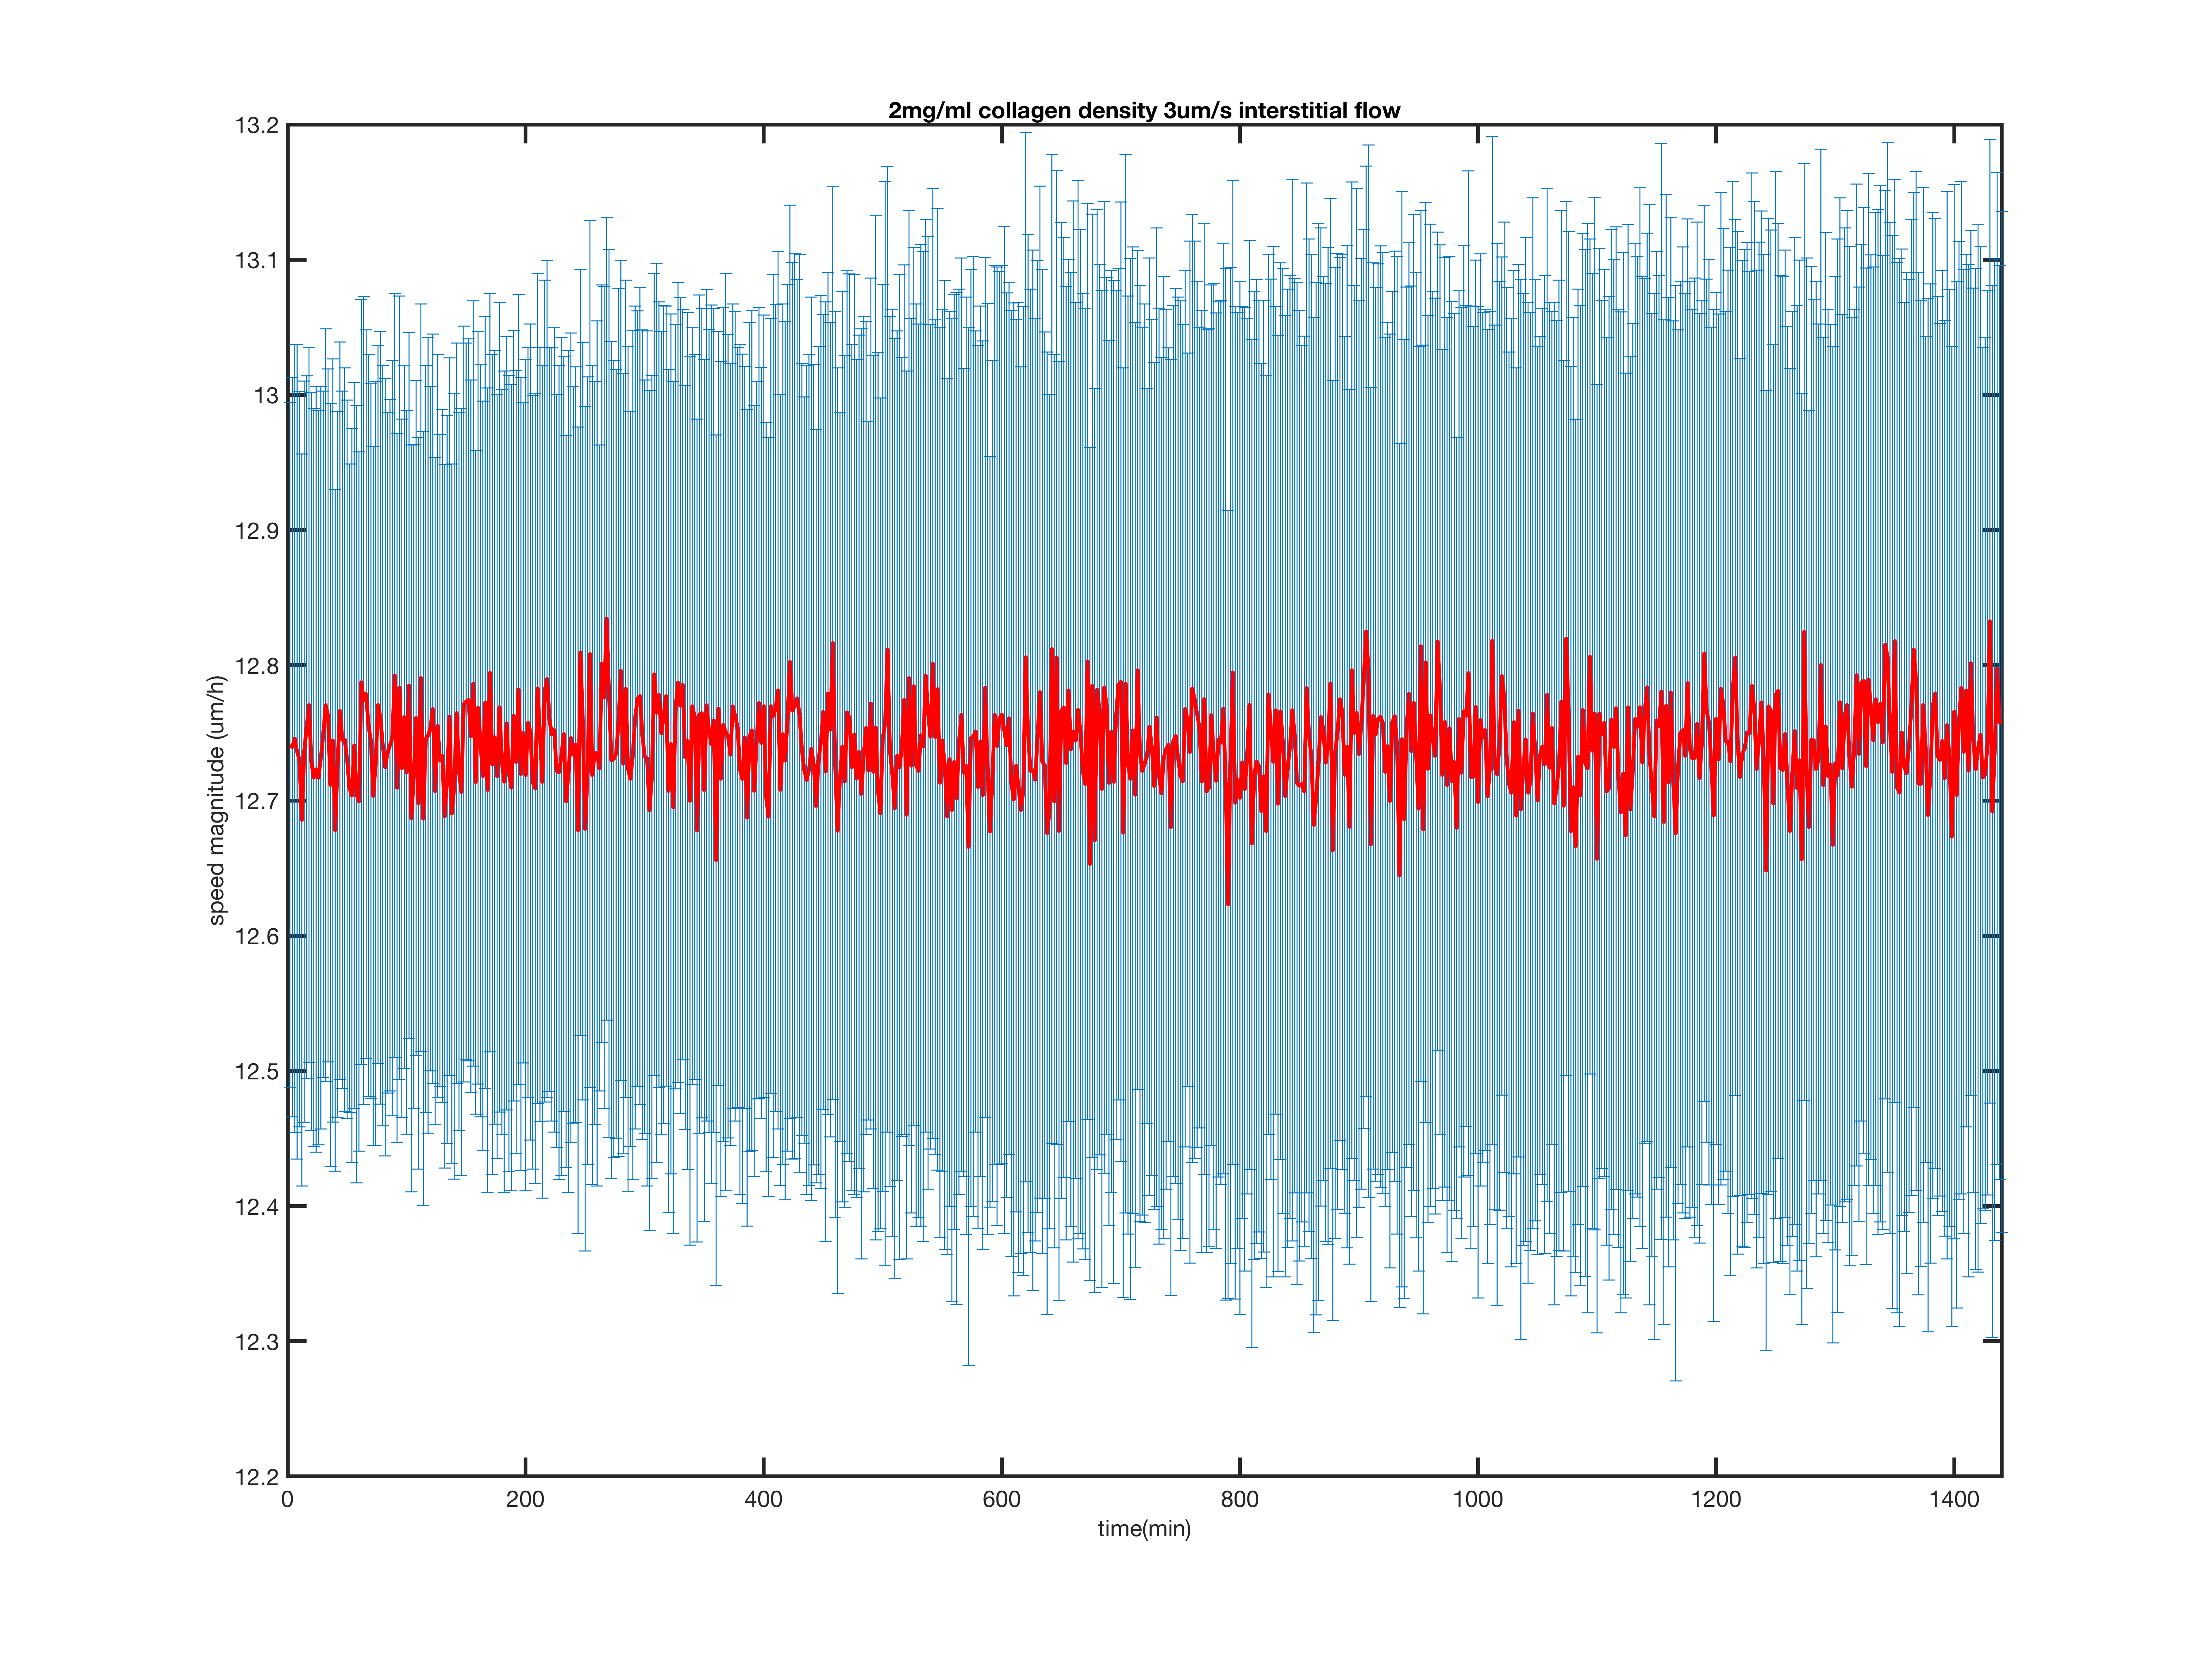 2mg/ml collagen density 3um/s interstitial flow
13.2
13.1
13
12.9
12.8
12.7
12.6
12.5
12.4
12.3
12.2
speed magnitude (um/h)
0 200 400 600 800 1000 1200 1400
time(min)